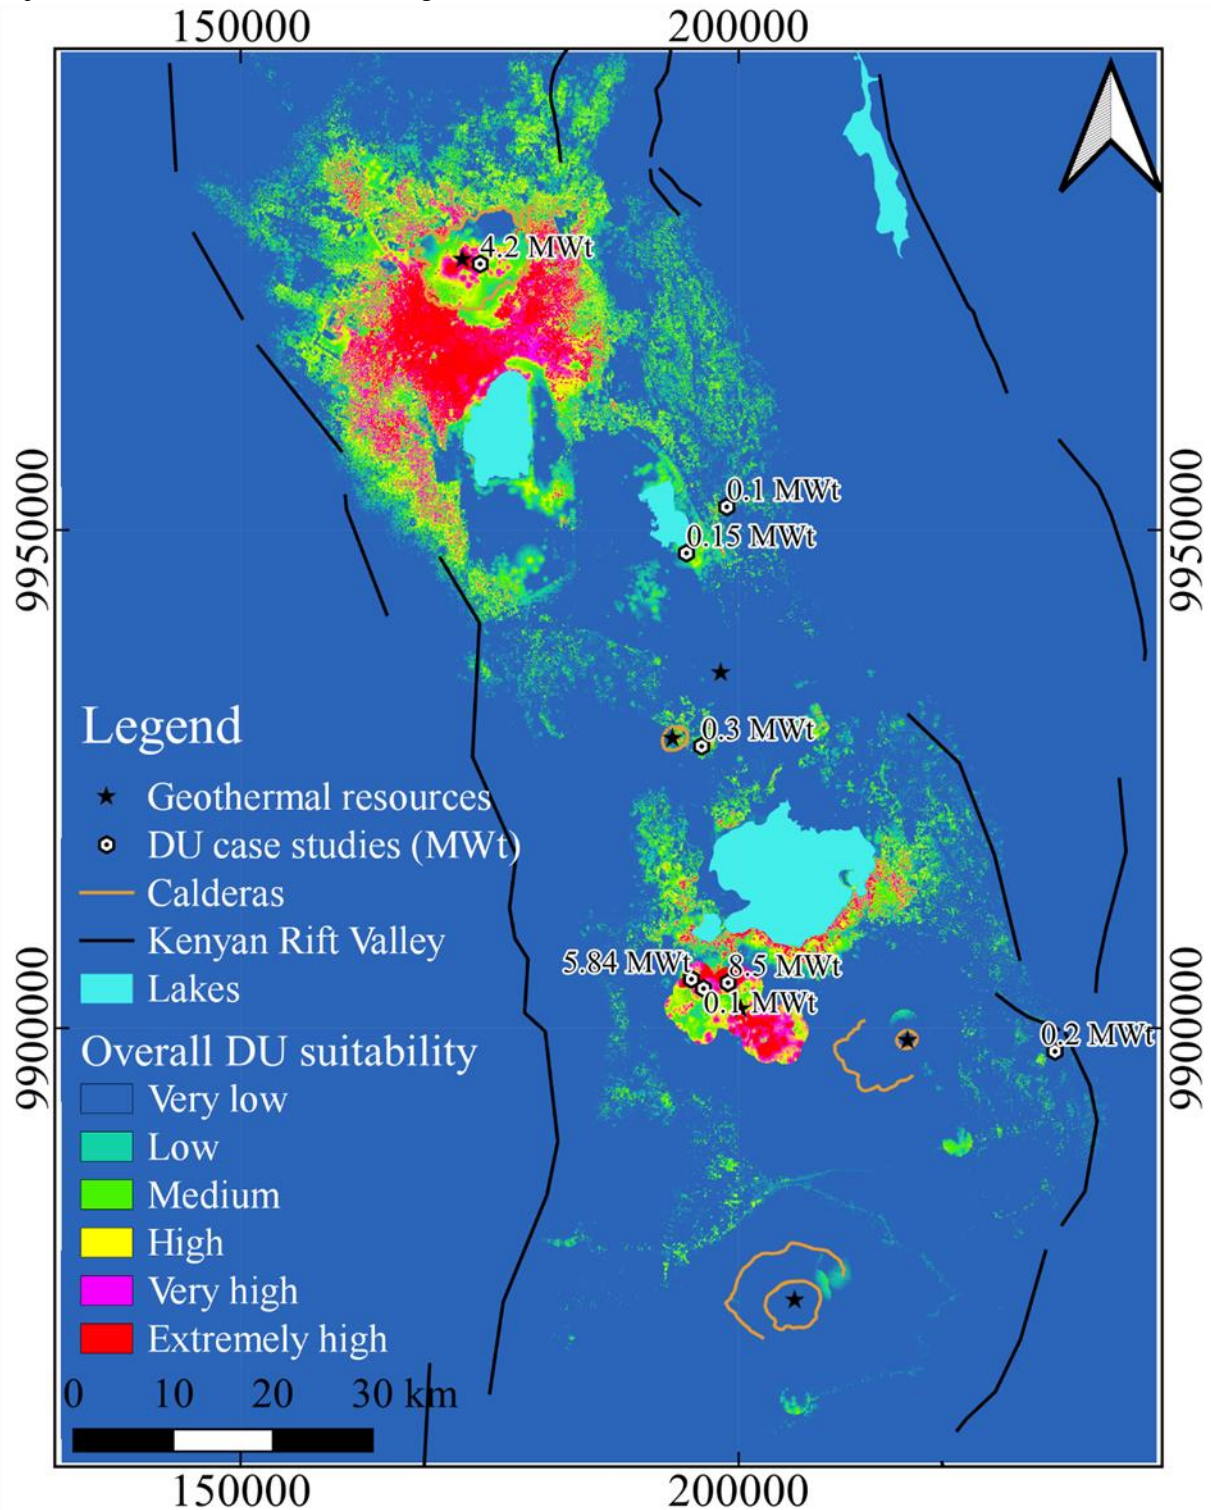 150000 200000
4.2 MWt
0.1 MWt
0.15 MWt
9950000 9950000
0.3 MWt
Legend
Geothermal resources
DU case studies (MWt)
Calderas
Kenyan Rift Valley
Lakes
5.84 MWt 8.5 MWt
0.1 MWt
0.2 MWt
9900000 9900000
Overall DU suitability
Very low
Low
Medium
High
Very high
Extremely high
0 10 20 30 km
150000 200000